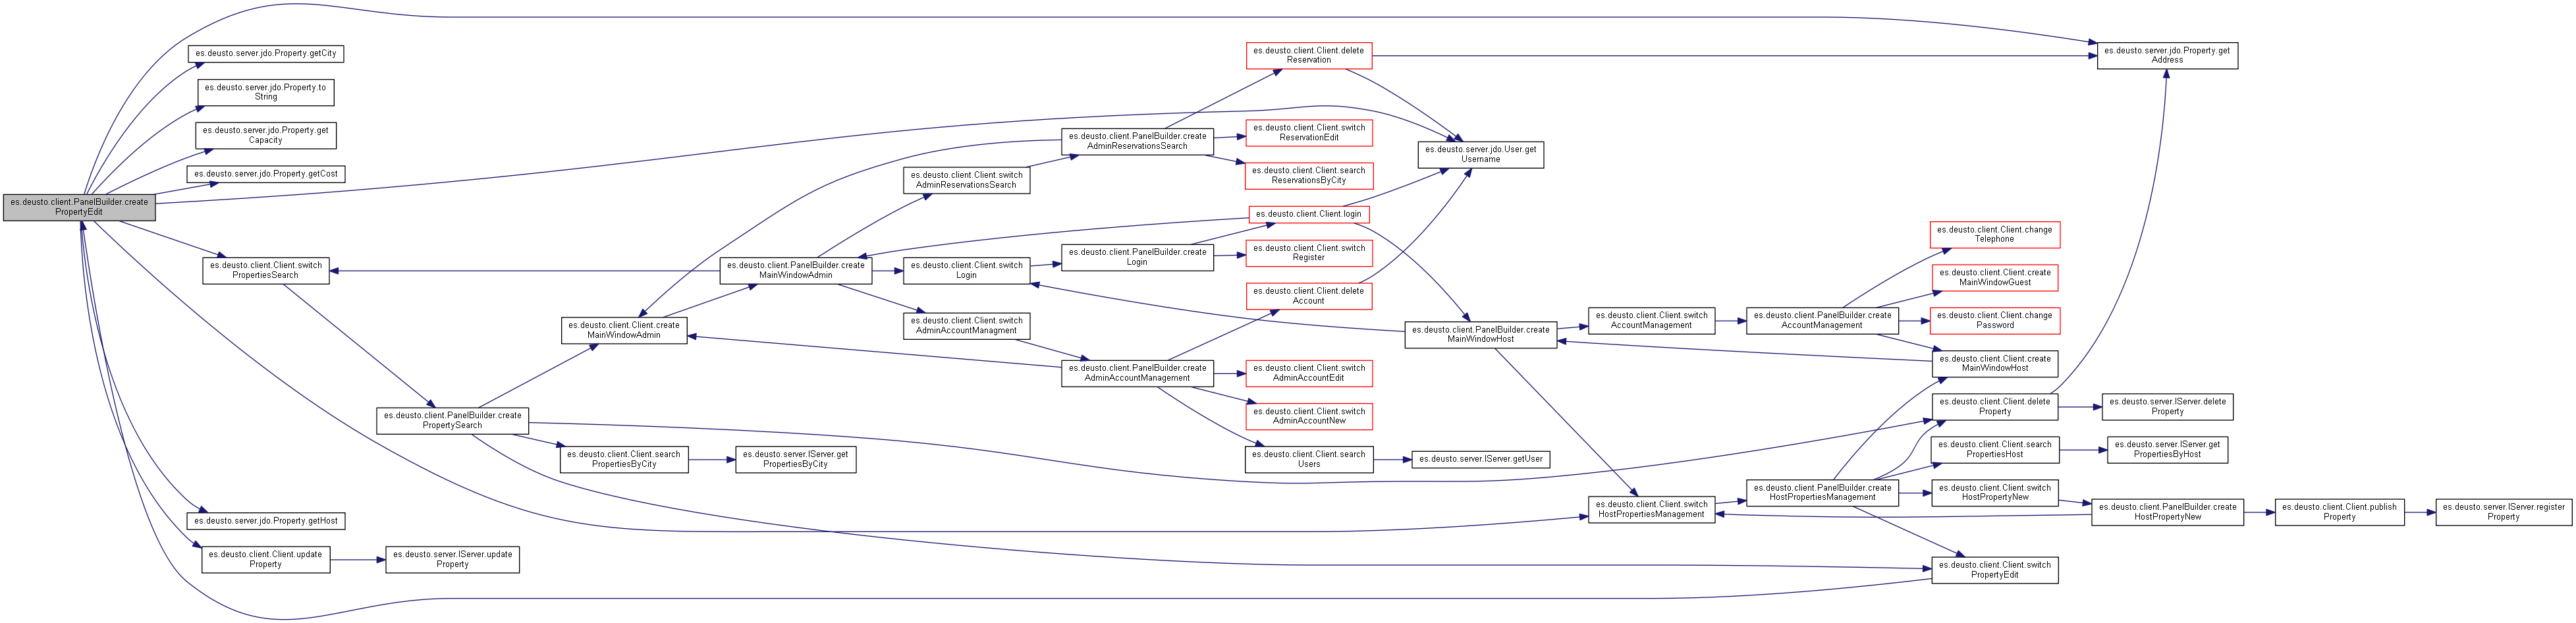 es.deusto.client.PanelBuilder.create
PropertyEdit
es.deusto.server.jdo.Property.getCity
es.deusto.server.jdo.Property.to
String
es.deusto.server.jdo.Property.get
Capacity
es.deusto.server.jdo.Property.getCost
es.deusto.client.Client.switch
PropertiesSearch
es.deusto.server.jdo.Property.getHost
es.deusto.client.Client.update
Property
es.deusto.client.PanelBuilder.create
PropertySearch
es.deusto.server.IServer.update
Property
es.deusto.client.Client.create
MainWindowAdmin
es.deusto.client.Client.search
PropertiesByCity
es.deusto.client.PanelBuilder.create
MainWindowAdmin
es.deusto.server.IServer.get
PropertiesByCity
es.deusto.client.Client.switch
AdminReservationsSearch
es.deusto.client.Client.switch
Login
es.deusto.client.Client.switch
AdminAccountManagment
es.deusto.client.PanelBuilder.create
AdminReservationsSearch
es.deusto.client.PanelBuilder.create
Login
es.deusto.client.PanelBuilder.create
AdminAccountManagement
es.deusto.client.Client.delete
Reservation
es.deusto.client.Client.switch
ReservationEdit
es.deusto.client.Client.search
ReservationsByCity
es.deusto.client.Client.login
es.deusto.client.Client.switch
Register
es.deusto.client.Client.delete
Account
es.deusto.client.Client.switch
AdminAccountEdit
es.deusto.client.Client.switch
AdminAccountNew
es.deusto.client.Client.search
Users
es.deusto.server.jdo.User.get
Username
es.deusto.client.PanelBuilder.create
MainWindowHost
es.deusto.server.IServer.getUser
es.deusto.client.Client.switch
AccountManagement
es.deusto.client.Client.switch
HostPropertiesManagement
es.deusto.client.PanelBuilder.create
AccountManagement
es.deusto.client.PanelBuilder.create
HostPropertiesManagement
es.deusto.client.Client.change
Telephone
es.deusto.client.Client.create
MainWindowGuest
es.deusto.client.Client.change
Password
es.deusto.client.Client.create
MainWindowHost
es.deusto.client.Client.delete
Property
es.deusto.client.Client.search
PropertiesHost
es.deusto.client.Client.switch
HostPropertyNew
es.deusto.client.Client.switch
PropertyEdit
es.deusto.server.jdo.Property.get
Address
es.deusto.server.IServer.delete
Property
es.deusto.server.IServer.get
PropertiesByHost
es.deusto.client.PanelBuilder.create
HostPropertyNew
es.deusto.client.Client.publish
Property
es.deusto.server.IServer.register
Property